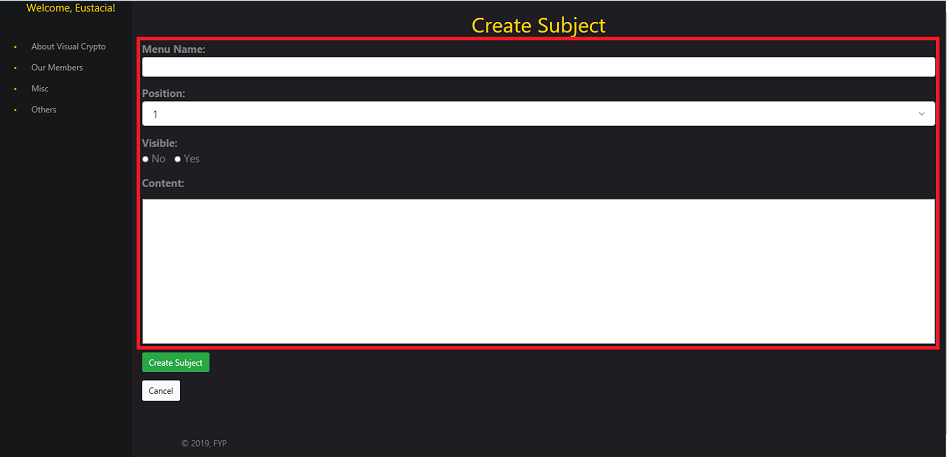 Welcome, Eustacia!
About Visual Crypto
Our Members
Misc
Others
Create Subject
Menu Name:
Position:
1
Visible:
No Yes
Content:
Create Subject
Cancel
© 2019, FYP